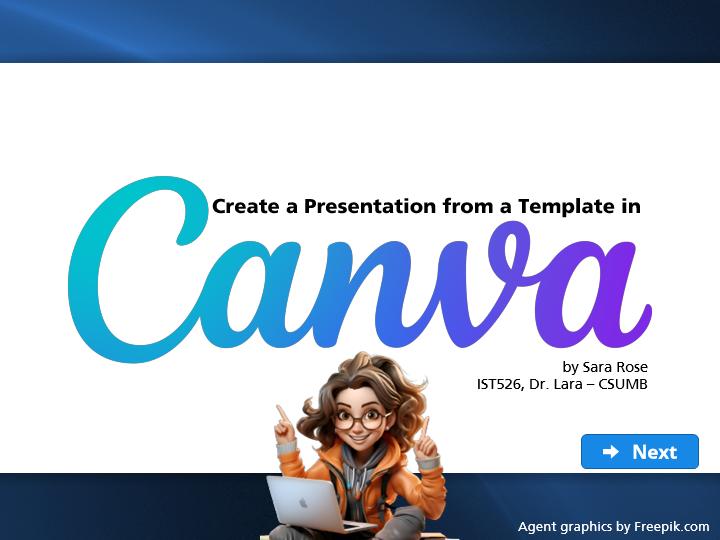 Create a Presentation from a Template in
Canva
by Sara Rose
IST526, Dr. Lara – CSUMB
Next
Agent graphics by Freepik.com